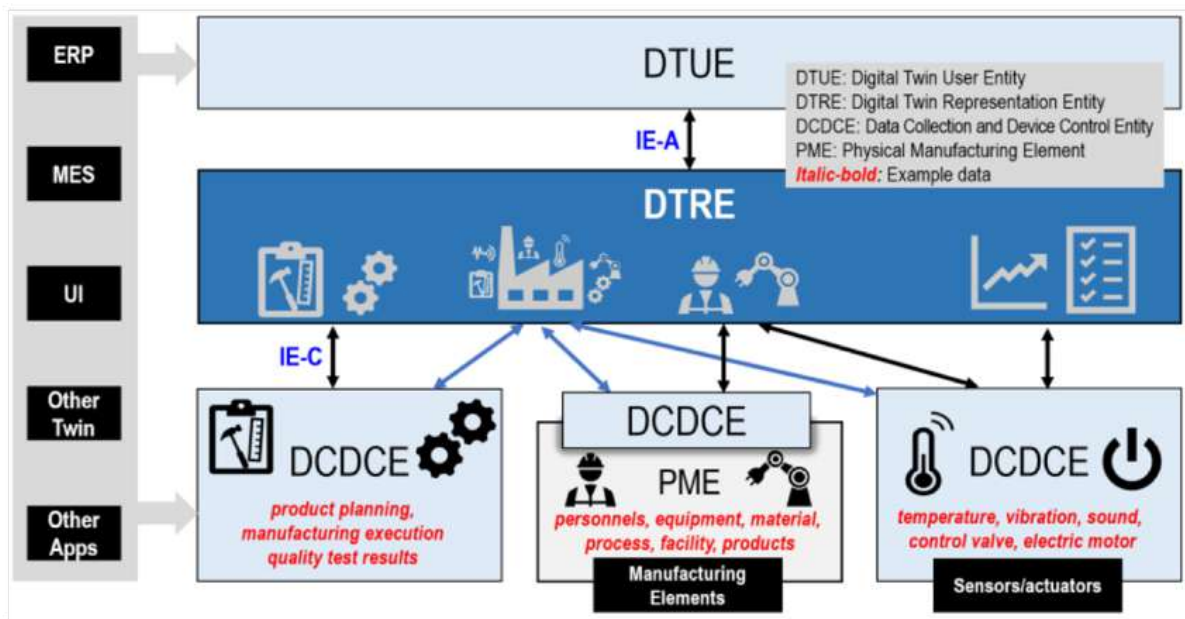 ERP
MES
UI
Other
Twin
Other
Apps
DTUE
DTUE: Digital Twin User Entity
DTRE: Digital Twin Representation Entity
DCDCE: Data Collection and Device Control Entity
PME: Physical Manufacturing Element
Italic-bold: Example data
IE-A
DTRE
IE-C
DCDCE
product planning,
manufacturing execution
quality test results
DCDCE
PME
personnels, equipment, material,
process, facility, products
Manufacturing
Elements
DCDCE
temperature, vibration, sound,
control valve, electric motor
Sensors/actuators